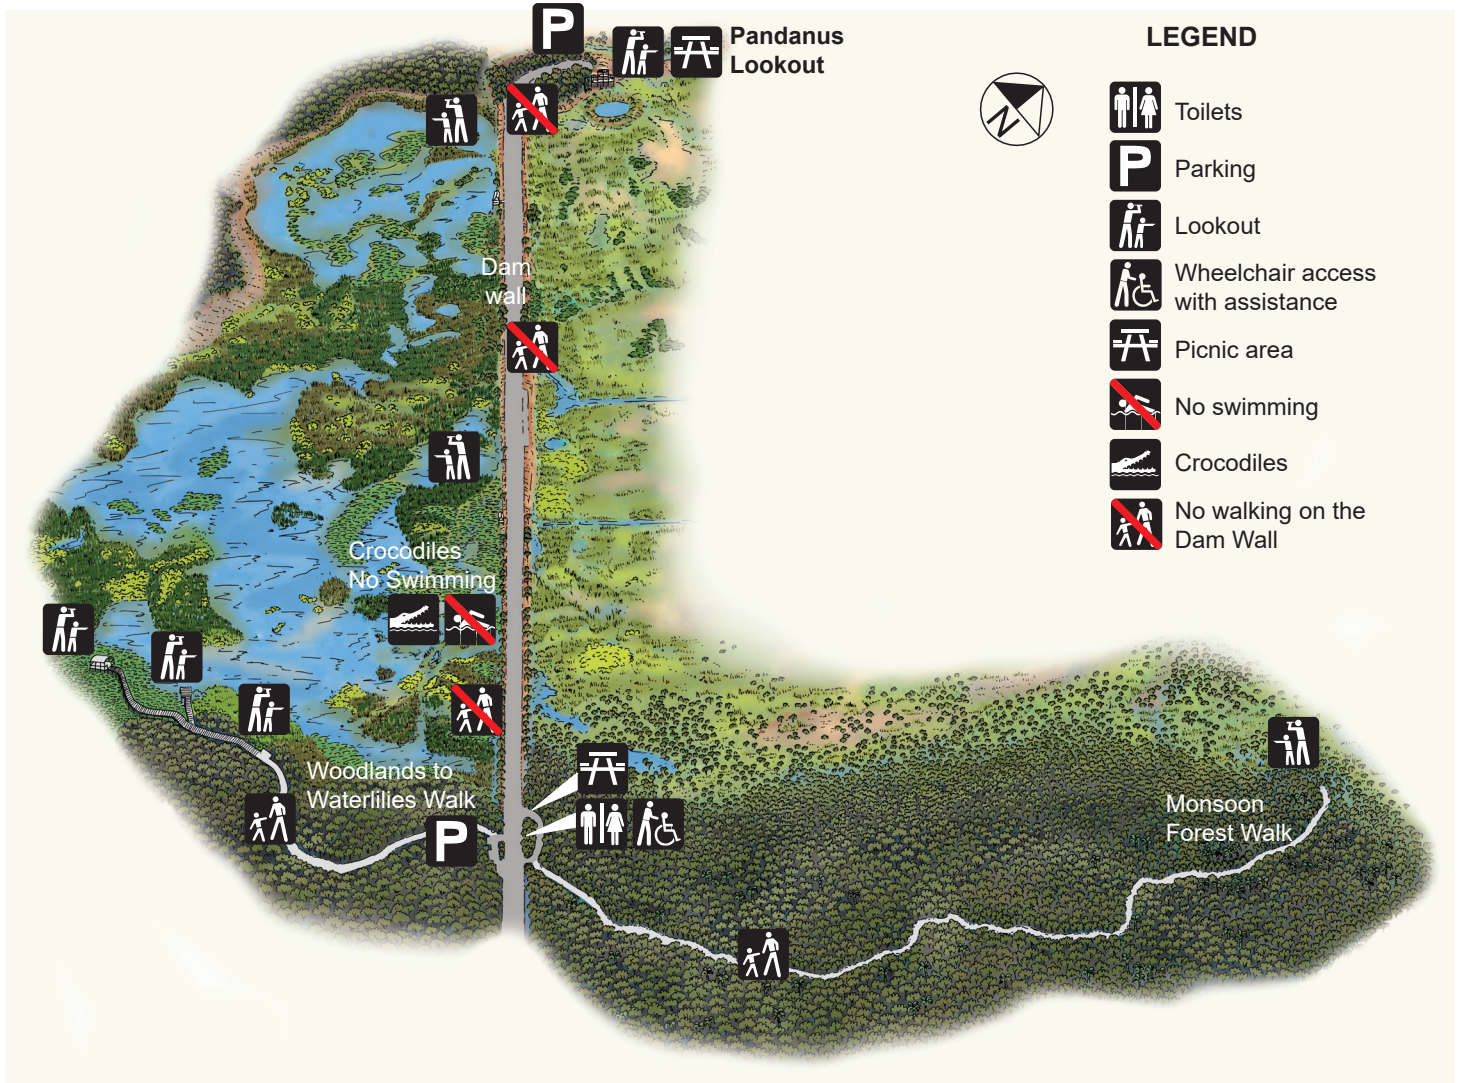 P
Pandanus
Lookout
LEGEND
N
Toilets
P
Parking
Lookout
Wheelchair access
with assistance
Picnic area
No swimming
Crocodiles
No walking on the
Dam Wall
Dam
wall
Crocodiles
No Swimming
Woodlands to
Waterlilies Walk
P
Monsoon
Forest Walk